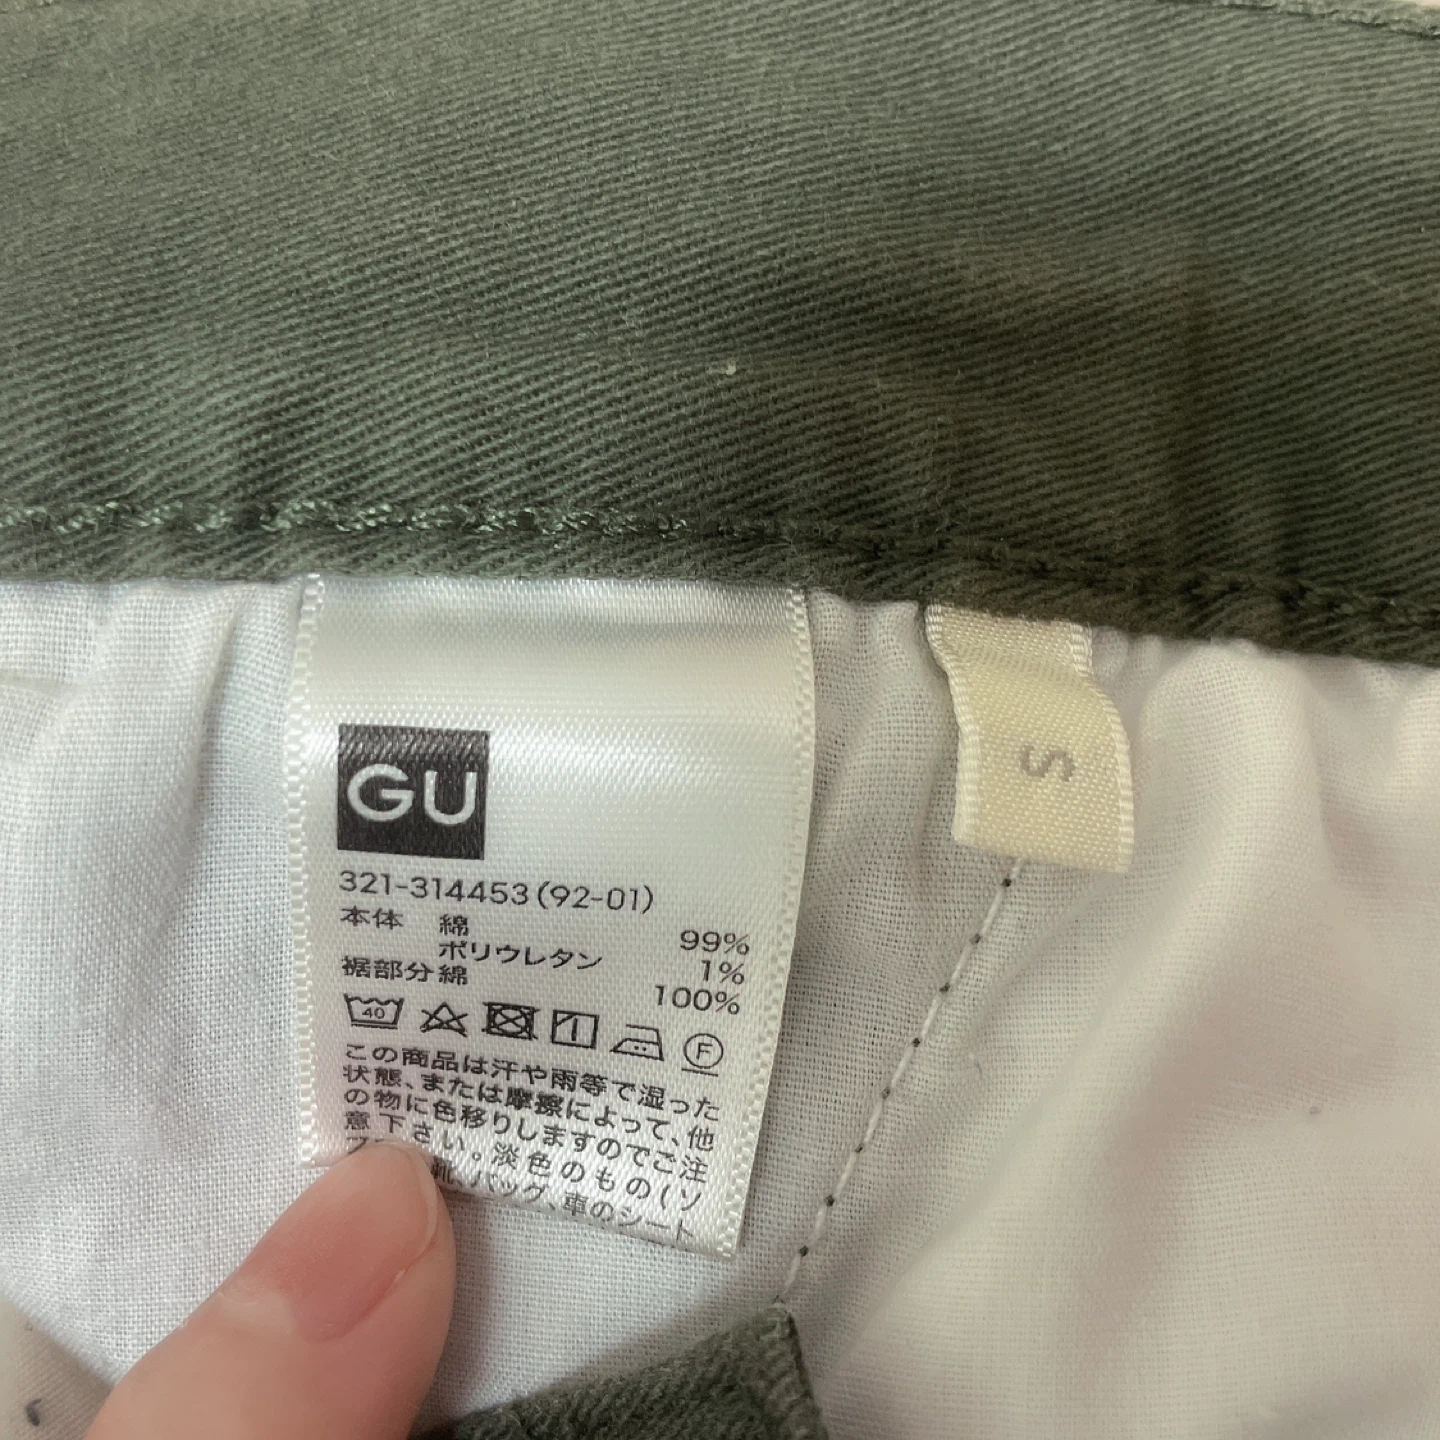 GU
321-314453(92-01)
本体 綿 99%
ポリウレタン 1%
裾部分 綿 100%
40
F
この商品は汗や雨等で湿った
状態、または摩擦によって、他
の物に色移りしますのでご注
意下さい。淡色のもの(ソ
靴、バッグ、車のシート
S